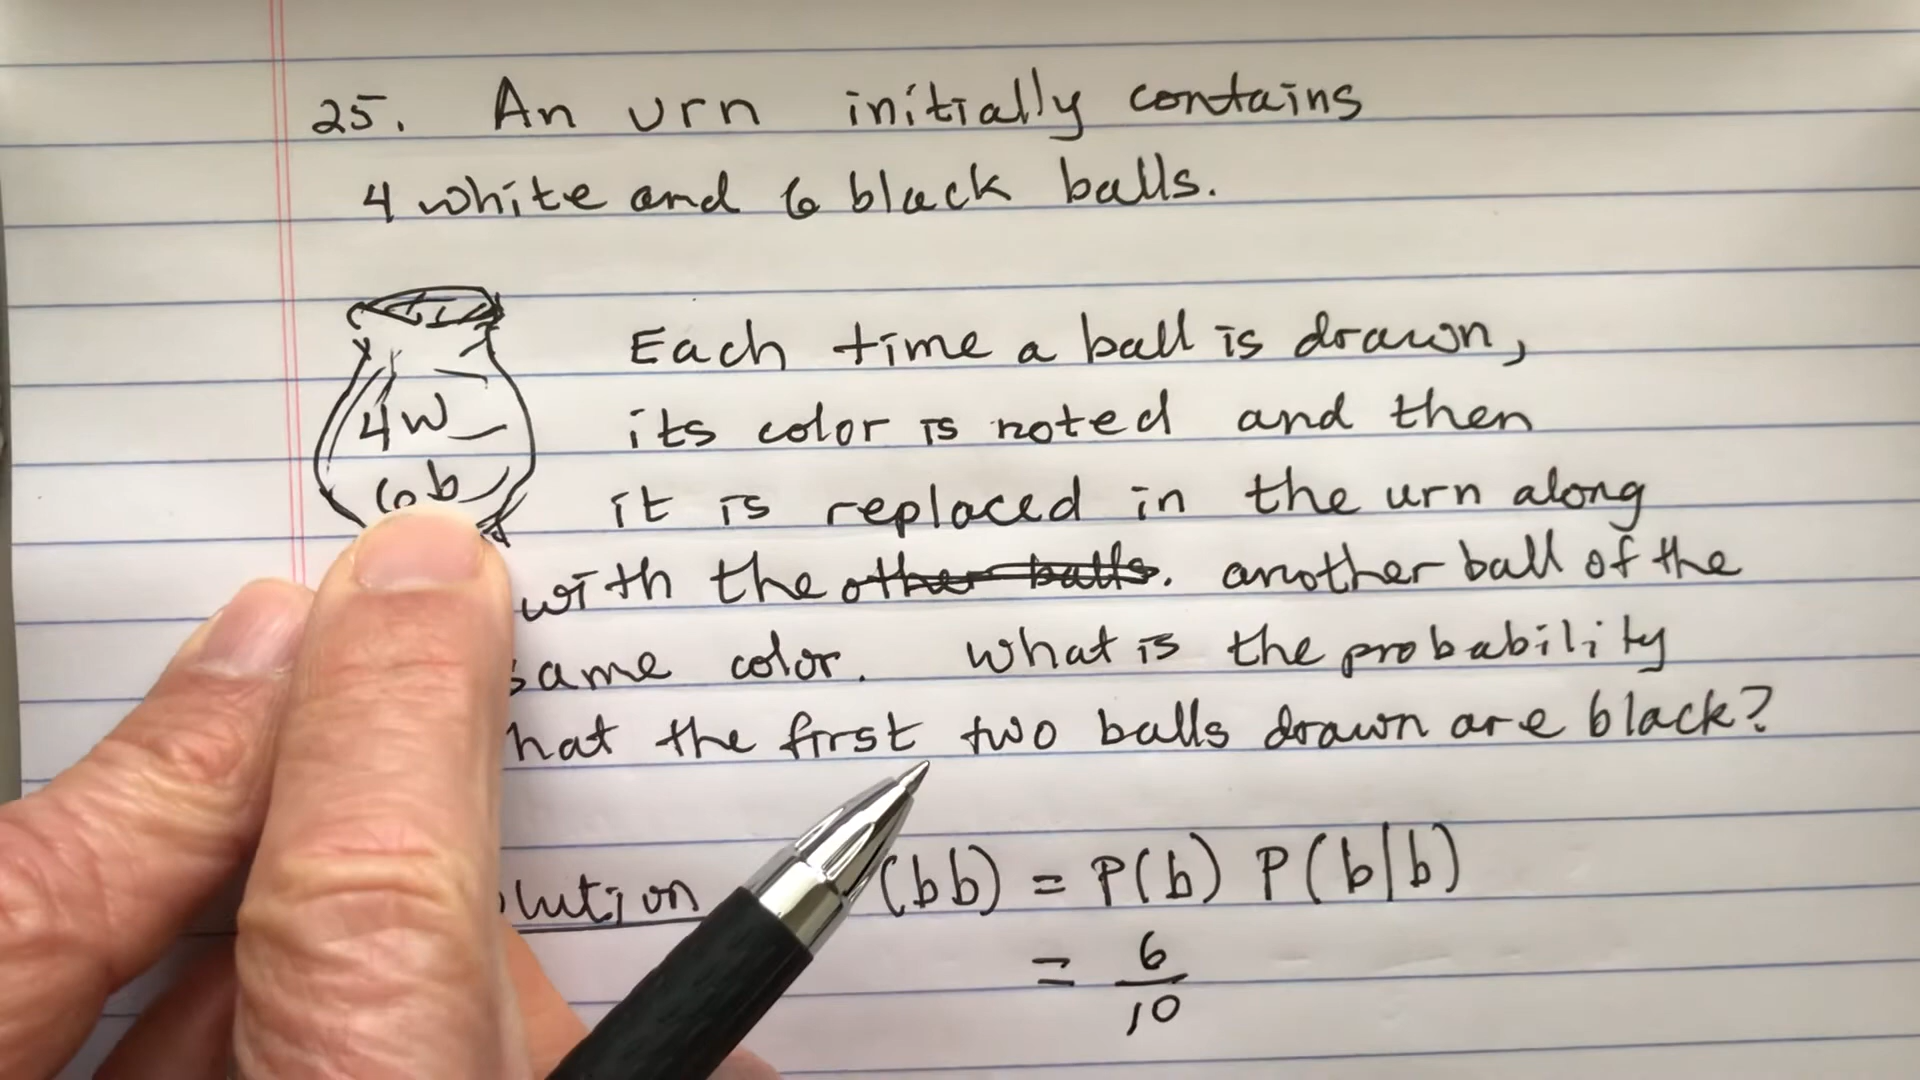 25. An urn initially contains
4 white and 6 black balls.
4W
6b
Each time a ball is drawn,
its color is noted and then
it is replaced in the urn along
with the other balls. another ball of the
same color. What is the probability
hat the first two balls drawn are black?
lution (bb) = P(b) P(b|b)
= 6/10